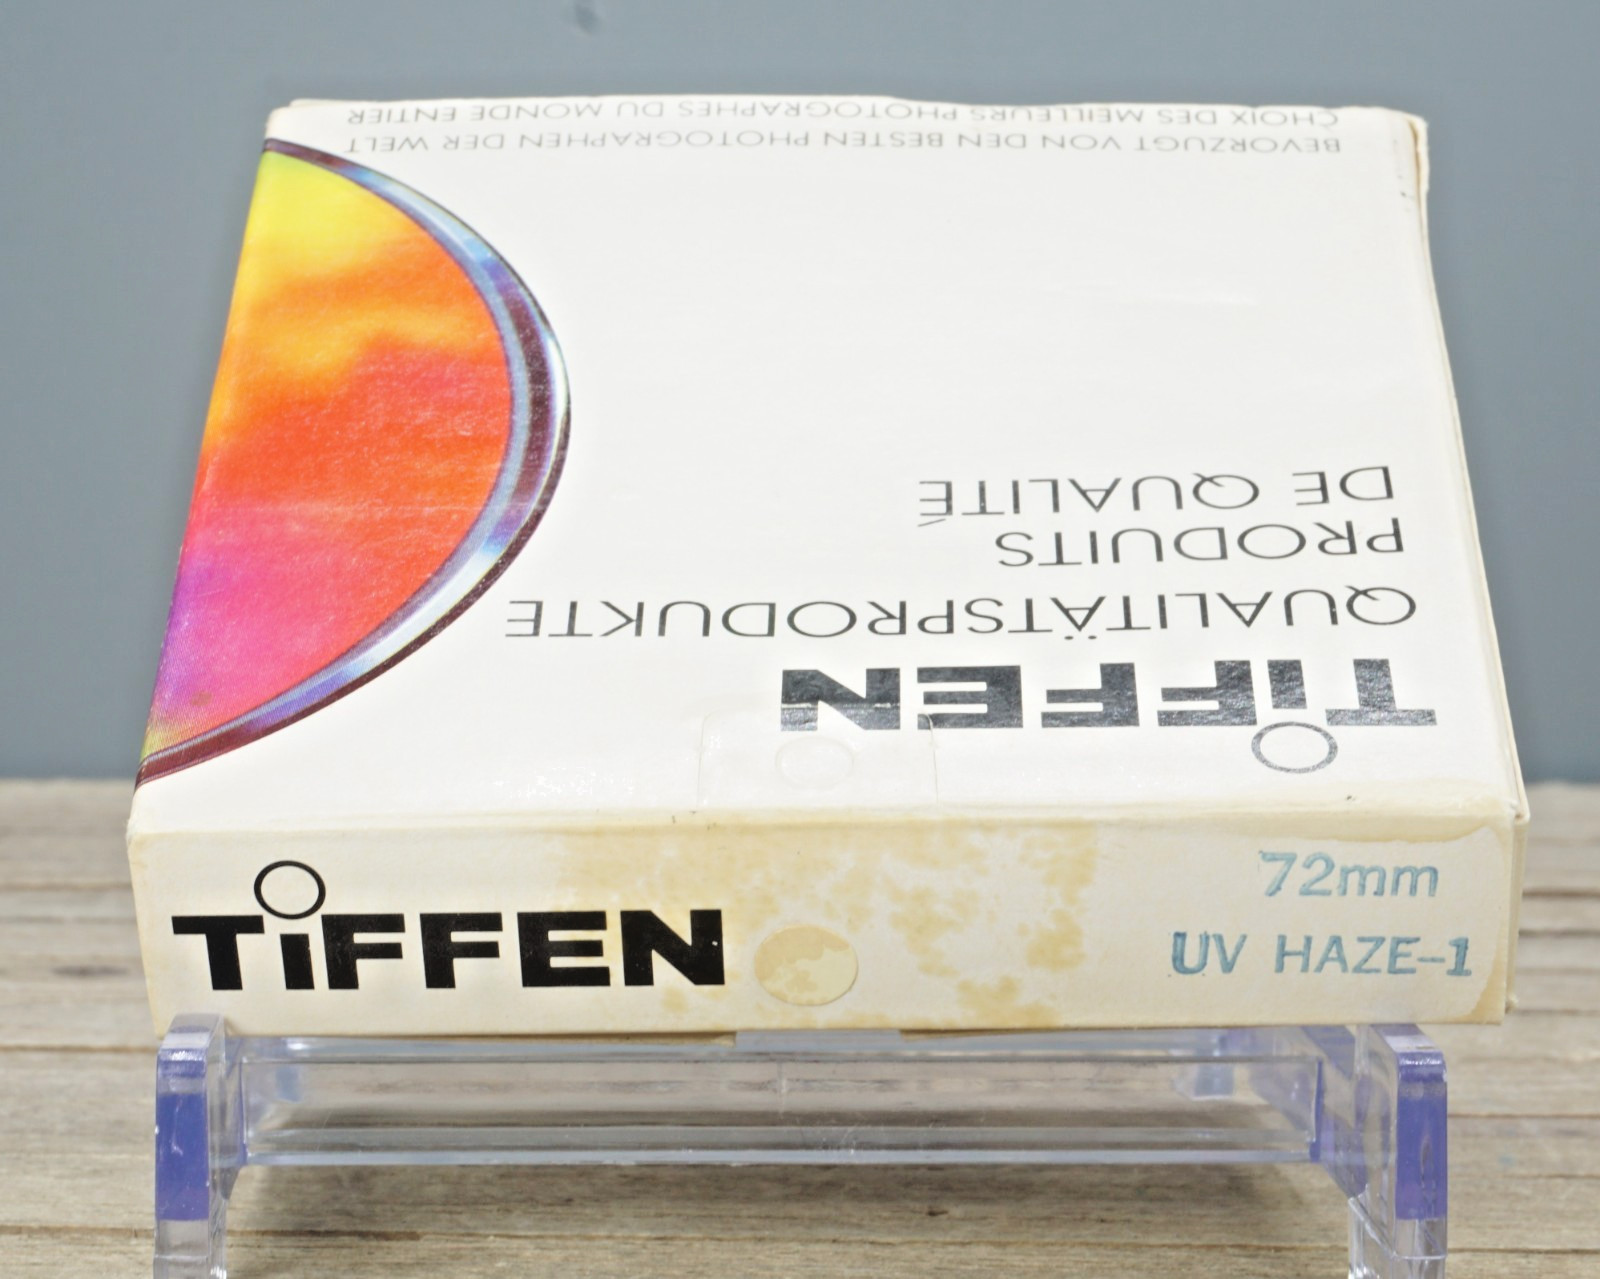 CHOIX DES MEILLEURS PHOTOGRAPHES DU MONDE ENTIER
BEVORZUGT VON DEN BESTEN PHOTOGRAPHEN DER WELT
DE QUALITÉ
PRODUITS
QUALITÄTSPRODUKTE
TiFFEN
TiFFEN
72mm
UV HAZE-1